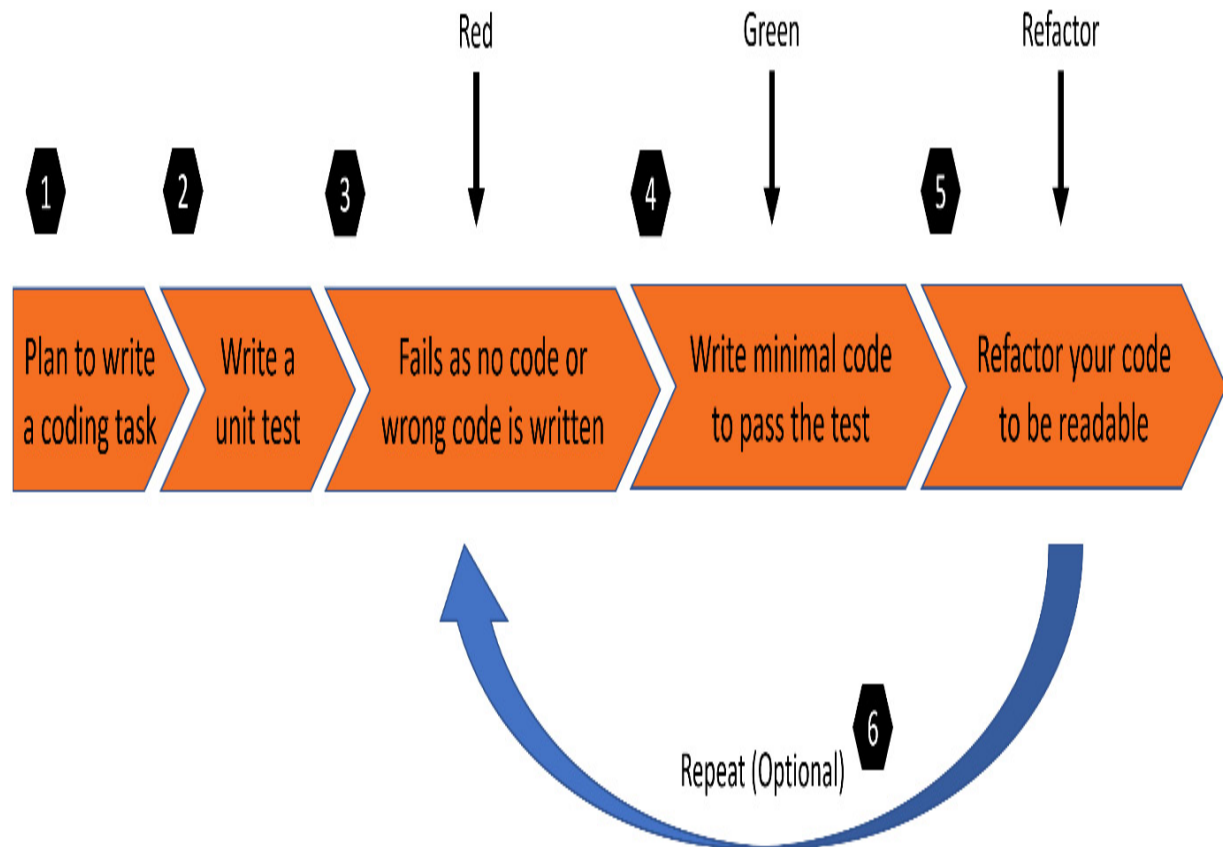 Red
Green
Refactor
1
2
3
4
5
Plan to write
a coding task
Write a
unit test
Fails as no code or
wrong code is written
Write minimal code
to pass the test
Refactor your code
to be readable
6
Repeat (Optional)